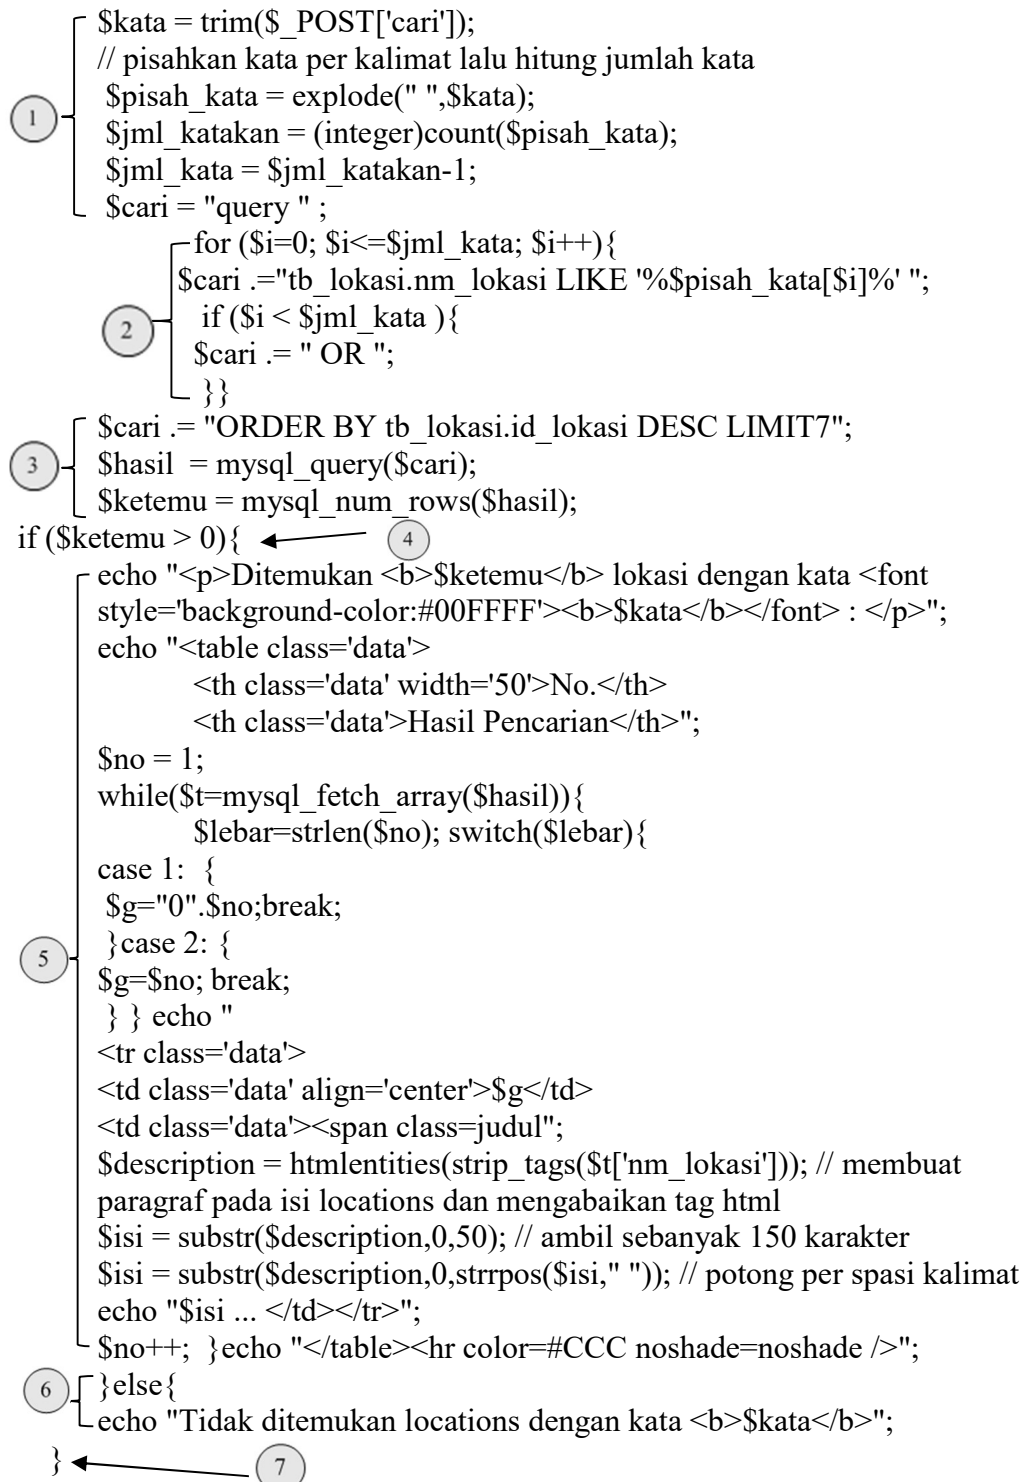 $kata = trim($_POST['cari']);
// pisahkan kata per kalimat lalu hitung jumlah kata
$pisah_kata = explode(" ",$kata);
1
$jml_katakan = (integer)count($pisah_kata);
$jml_kata = $jml_katakan-1;
$cari = "query " ;
for ($i=0; $i<=$jml_kata; $i++){
$cari .="tb_lokasi.nm_lokasi LIKE '%$pisah_kata[$i]%' ";
2
if ($i < $jml_kata ){
$cari .= " OR ";
}}
$cari .= "ORDER BY tb_lokasi.id_lokasi DESC LIMIT7";
3
$hasil  = mysql_query($cari);
$ketemu = mysql_num_rows($hasil);
if ($ketemu > 0){
4
echo "<p>Ditemukan <b>$ketemu</b> lokasi dengan kata <font
style='background-color:#00FFFF'><b>$kata</b></font> : </p>";
echo "<table class='data'>
<th class='data' width='50'>No.</th>
<th class='data'>Hasil Pencarian</th>";
$no = 1;
while($t=mysql_fetch_array($hasil)){
$lebar=strlen($no); switch($lebar){
case 1:  {
$g="0".$no;break;
}case 2: {
5
$g=$no; break;
} } echo "
<tr class='data'>
<td class='data' align='center'>$g</td>
<td class='data'><span class=judul";
$description = htmlentities(strip_tags($t['nm_lokasi'])); // membuat
paragraf pada isi locations dan mengabaikan tag html
$isi = substr($description,0,50); // ambil sebanyak 150 karakter
$isi = substr($description,0,strrpos($isi," ")); // potong per spasi kalimat
echo "$isi ... </td></tr>";
$no++;  }echo "</table><hr color=#CCC noshade=noshade />";
6
}else{
echo "Tidak ditemukan locations dengan kata <b>$kata</b>";
}
7